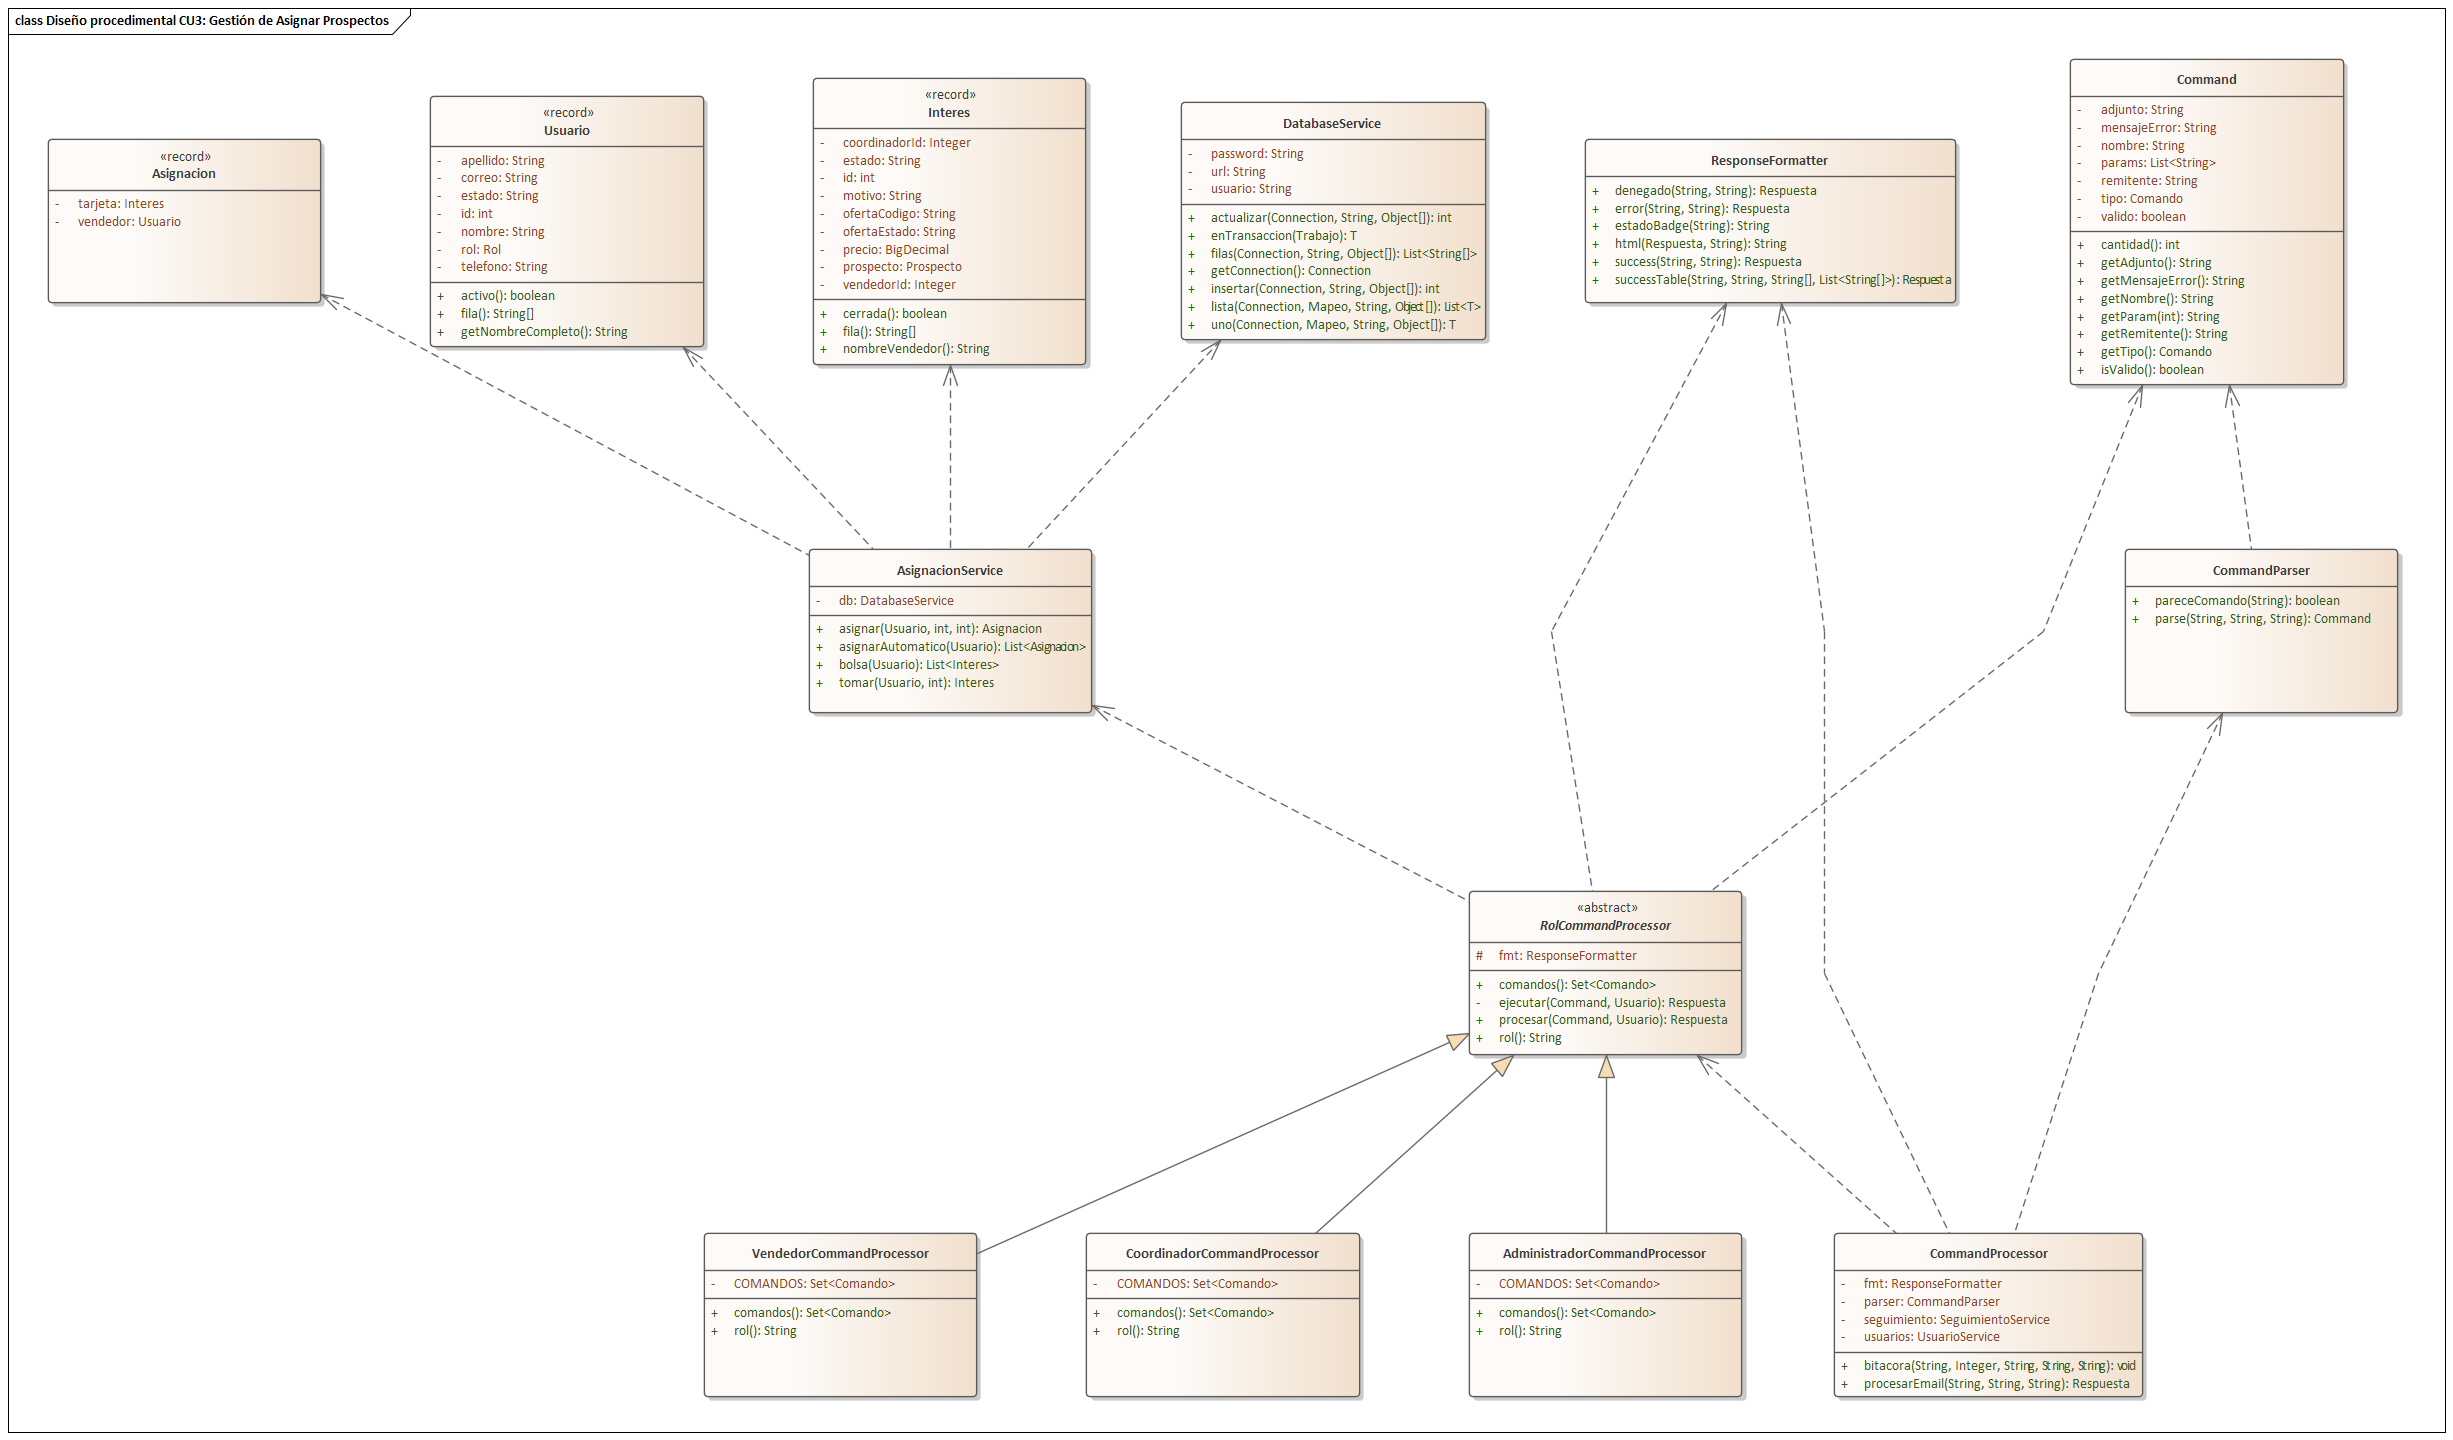 class Diseño procedimental CU3: Gestión de Asignar Prospectos
«record»
Asignacion
- tarjeta: Interes
- vendedor: Usuario
«record»
Usuario
- apellido: String
- correo: String
- estado: String
- id: int
- nombre: String
- rol: Rol
- telefono: String
+ activo(): boolean
+ fila(): String[]
+ getNombreCompleto(): String
«record»
Interes
- coordinadorId: Integer
- estado: String
- id: int
- motivo: String
- ofertaCodigo: String
- ofertaEstado: String
- precio: BigDecimal
- prospecto: Prospecto
- vendedorId: Integer
+ cerrada(): boolean
+ fila(): String[]
+ nombreVendedor(): String
DatabaseService
- password: String
- url: String
- usuario: String
+ actualizar(Connection, String, Object[]): int
+ enTransaccion(Trabajo): T
+ filas(Connection, String, Object[]): List<String[]>
+ getConnection(): Connection
+ insertar(Connection, String, Object[]): int
+ lista(Connection, Mapeo, String, Object[]): List<T>
+ uno(Connection, Mapeo, String, Object[]): T
ResponseFormatter
+ denegado(String, String): Respuesta
+ error(String, String): Respuesta
+ estadoBadge(String): String
+ html(Respuesta, String): String
+ success(String, String): Respuesta
+ successTable(String, String, String[], List<String[]>): Respuesta
Command
- adjunto: String
- mensajeError: String
- nombre: String
- params: List<String>
- remitente: String
- tipo: Comando
- valido: boolean
+ cantidad(): int
+ getAdjunto(): String
+ getMensajeError(): String
+ getNombre(): String
+ getParam(int): String
+ getRemitente(): String
+ getTipo(): Comando
+ isValido(): boolean
AsignacionService
- db: DatabaseService
+ asignar(Usuario, int, int): Asignacion
+ asignarAutomatico(Usuario): List<Asignacion>
+ bolsa(Usuario): List<Interes>
+ tomar(Usuario, int): Interes
CommandParser
+ pareceComando(String): boolean
+ parse(String, String, String): Command
«abstract»
RolCommandProcessor
# fmt: ResponseFormatter
+ comandos(): Set<Comando>
- ejecutar(Command, Usuario): Respuesta
+ procesar(Command, Usuario): Respuesta
+ rol(): String
VendedorCommandProcessor
- COMANDOS: Set<Comando>
+ comandos(): Set<Comando>
+ rol(): String
CoordinadorCommandProcessor
- COMANDOS: Set<Comando>
+ comandos(): Set<Comando>
+ rol(): String
AdministradorCommandProcessor
- COMANDOS: Set<Comando>
+ comandos(): Set<Comando>
+ rol(): String
CommandProcessor
- fmt: ResponseFormatter
- parser: CommandParser
- seguimiento: SeguimientoService
- usuarios: UsuarioService
+ bitacora(String, Integer, String, String, String): void
+ procesarEmail(String, String, String): Respuesta